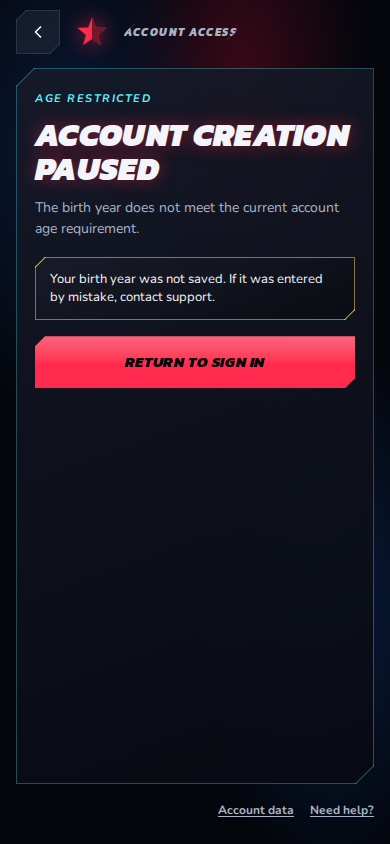 ACCOUNT ACCESS
AGE RESTRICTED
ACCOUNT CREATION
PAUSED
The birth year does not meet the current account
age requirement.
Your birth year was not saved. If it was entered
by mistake, contact support.
RETURN TO SIGN IN
Account data Need help?